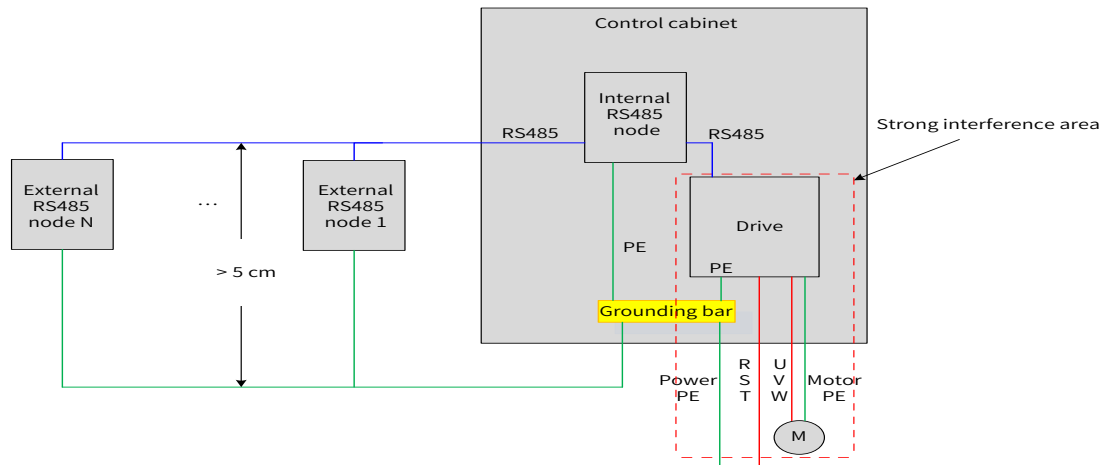 Control cabinet
Internal
RS485
node
RS485
RS485
Strong interference area
External
RS485
node N
...
External
RS485
node 1
> 5 cm
PE
Drive
PE
Grounding bar
Power
PE
R
S
T
U
V
W
Motor
PE
M